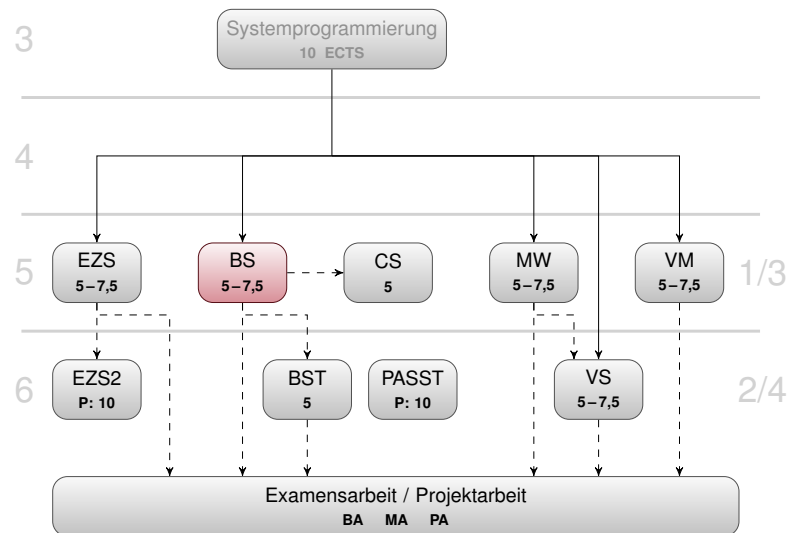 3
Systemprogrammierung
10 ECTS
4
5
EZS
5–7,5
BS
5–7,5
CS
5
MW
5–7,5
VM
5–7,5
1/3
6
EZS2
P: 10
BST
5
PASST
P: 10
VS
5–7,5
2/4
Examensarbeit / Projektarbeit
BA MA PA